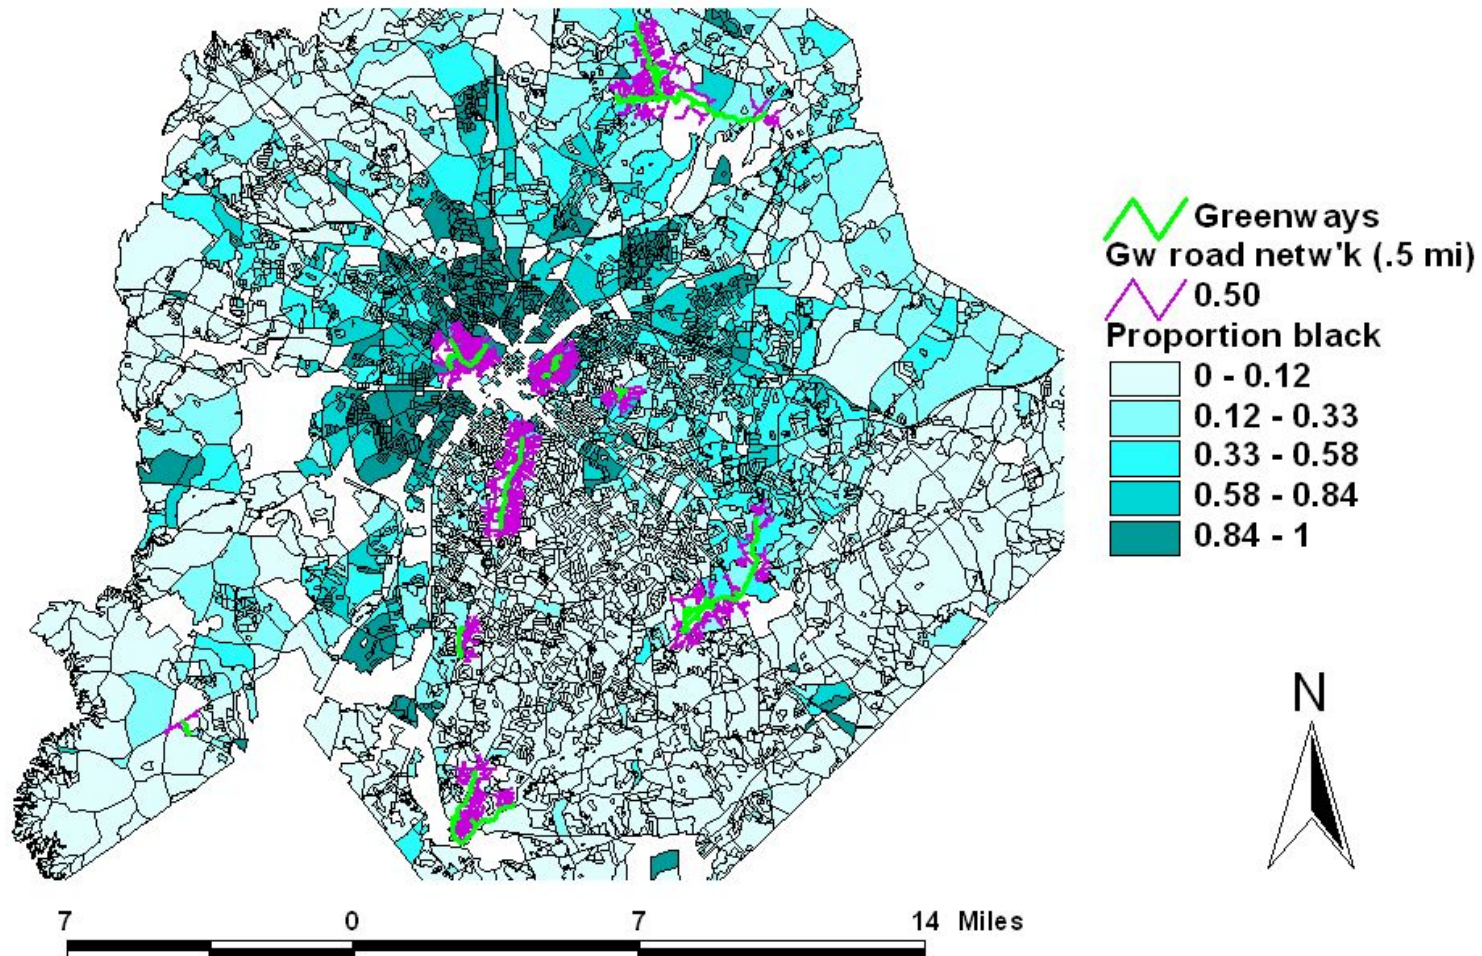 Greenways
Gw road netw'k (.5 mi)
0.50
Proportion black
0 - 0.12
0.12 - 0.33
0.33 - 0.58
0.58 - 0.84
0.84 - 1
N
7 0 7 14 Miles